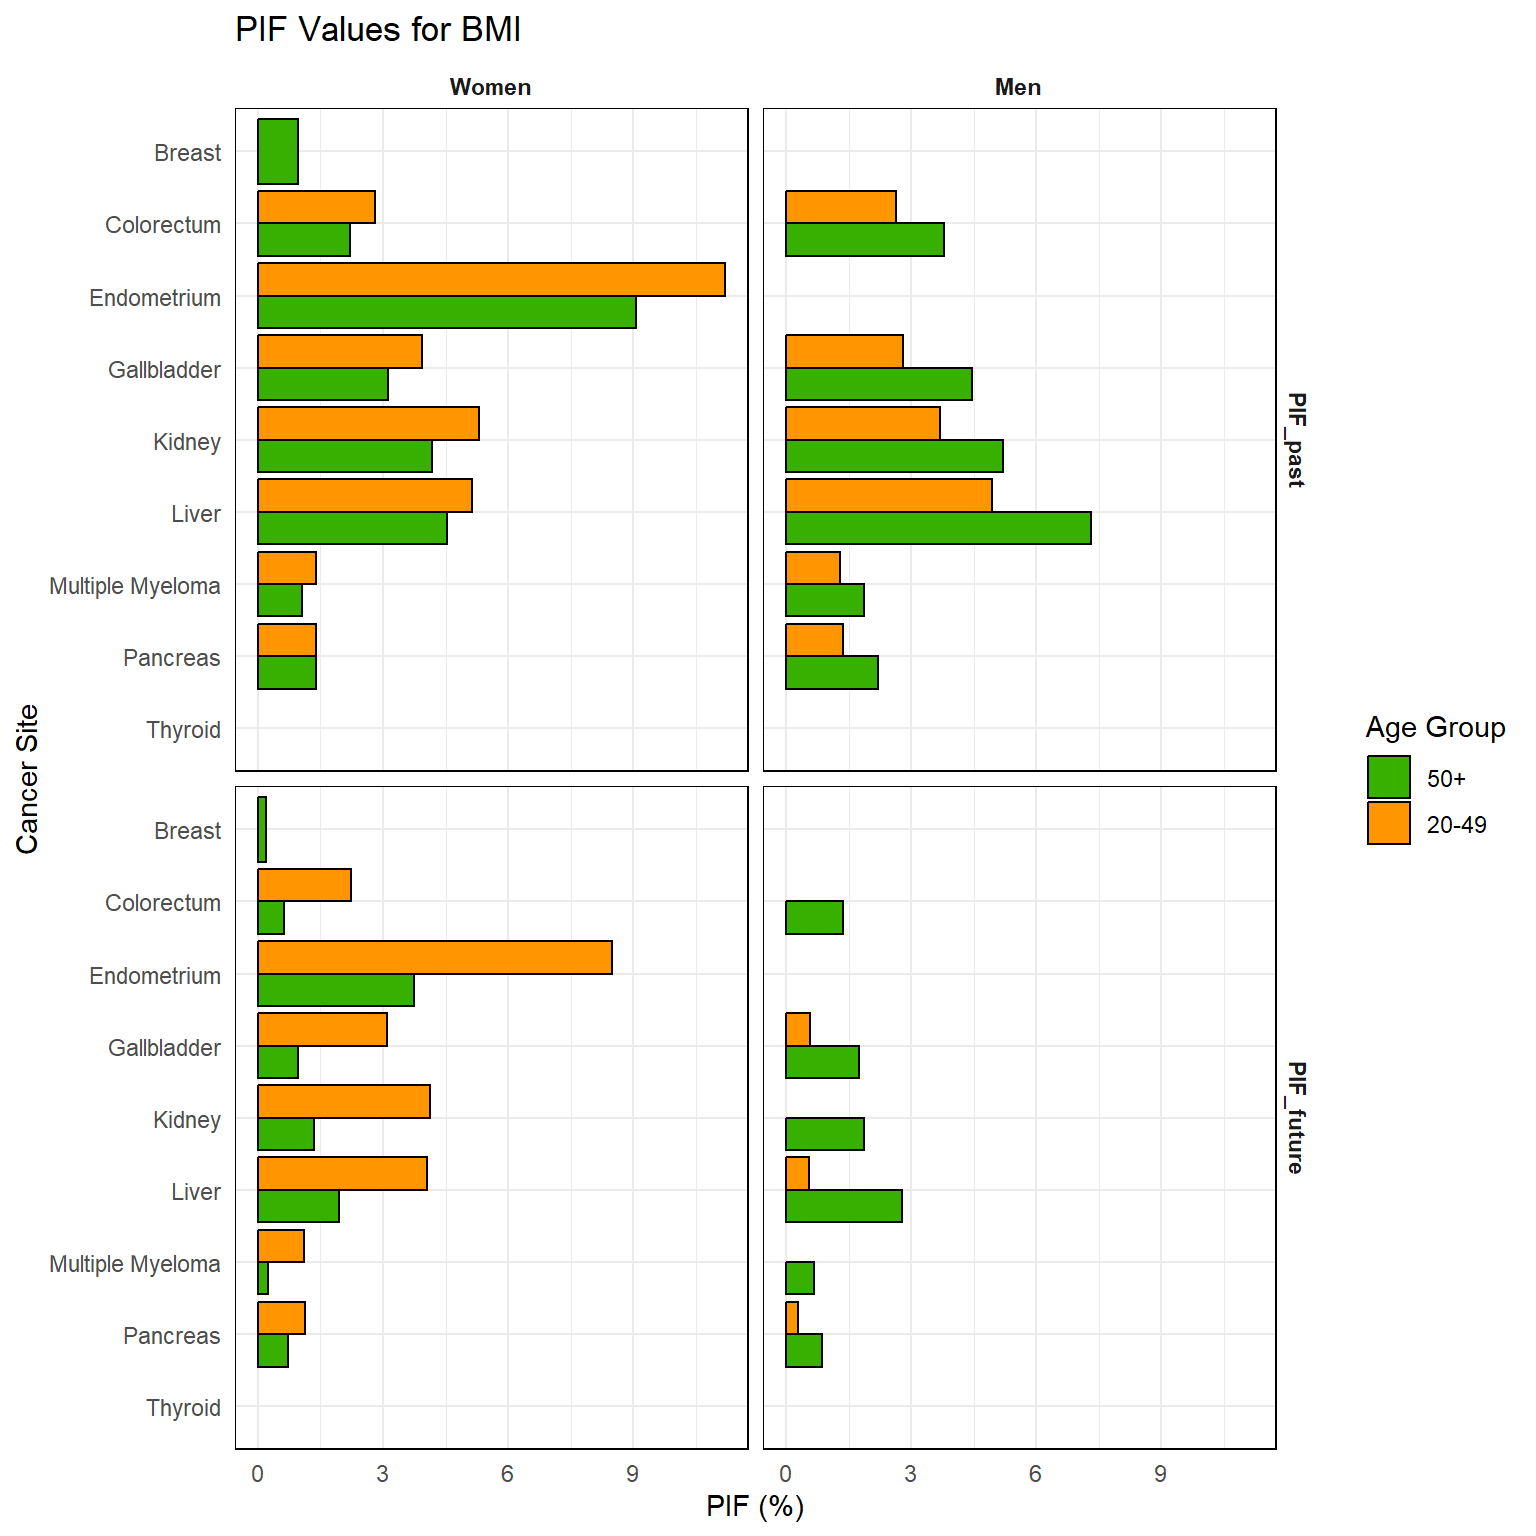 PIF Values for BMI
Women
Men
Breast
Colorectum
Endometrium
Gallbladder
Kidney
Liver
Multiple Myeloma
Pancreas
Thyroid
PIF_past
Breast
Colorectum
Endometrium
Gallbladder
Kidney
Liver
Multiple Myeloma
Pancreas
Thyroid
PIF_future
0 3 6 9
0 3 6 9
PIF (%)
Cancer Site
Age Group
50+
20-49